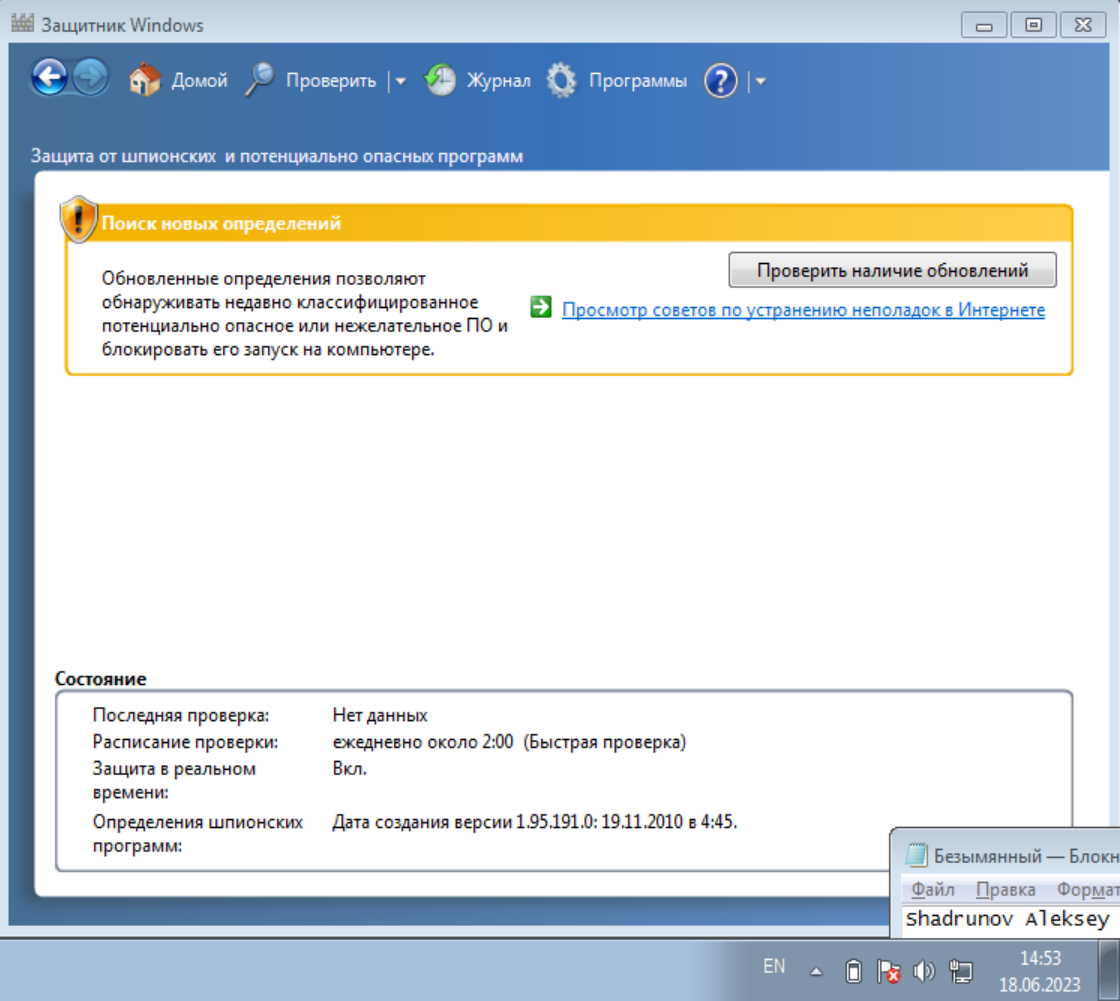 Защитник Windows
Домой Проверить Журнал Программы
Защита от шпионских и потенциально опасных программ
Поиск новых определений
Обновленные определения позволяют
обнаруживать недавно классифицированное
потенциально опасное или нежелательное ПО и
блокировать его запуск на компьютере.
Проверить наличие обновлений
Просмотр советов по устранению неполадок в Интернете
Состояние
Последняя проверка: Нет данных
Расписание проверки: ежедневно около 2:00 (Быстрая проверка)
Защита в реальном времени: Вкл.
Определения шпионских программ: Дата создания версии 1.95.191.0: 19.11.2010 в 4:45.
Безымянный — Блокн
Файл Правка Формат
Shadrunov Aleksey
EN 14:53
18.06.2023